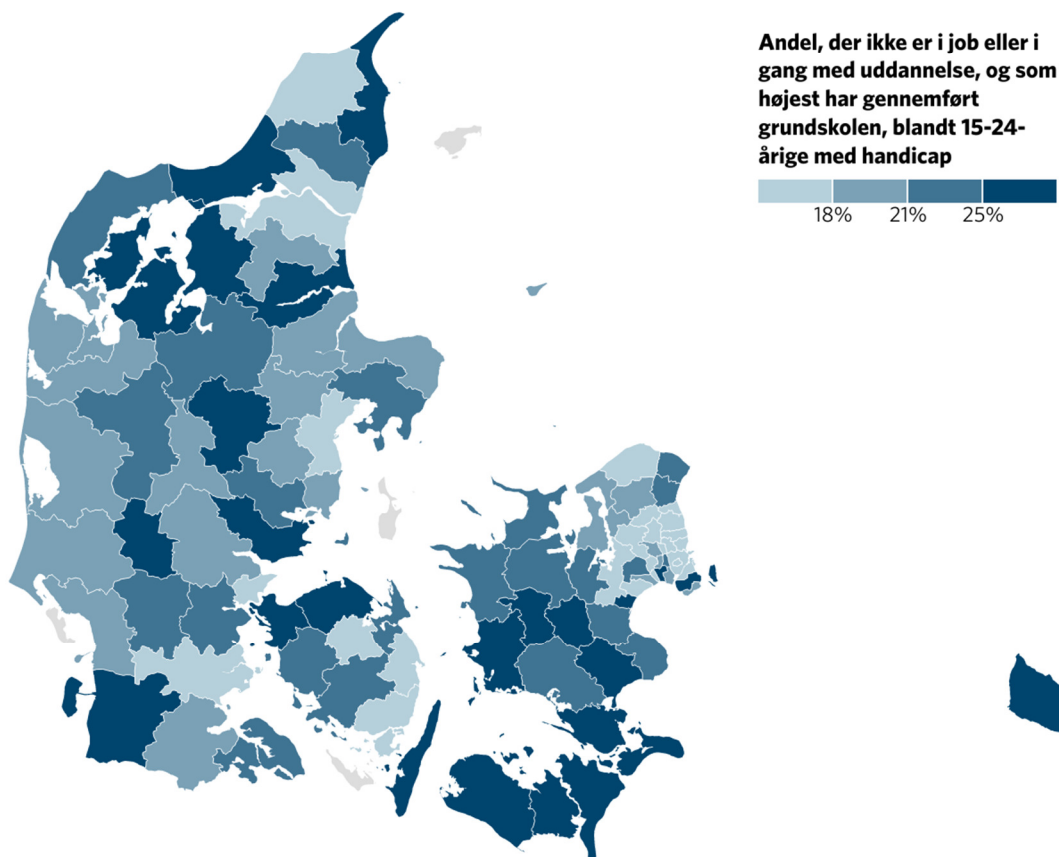 Andel, der ikke er i job eller i
gang med uddannelse, og som
højest har gennemført
grundskolen, blandt 15-24-
årige med handicap
18% 21% 25%